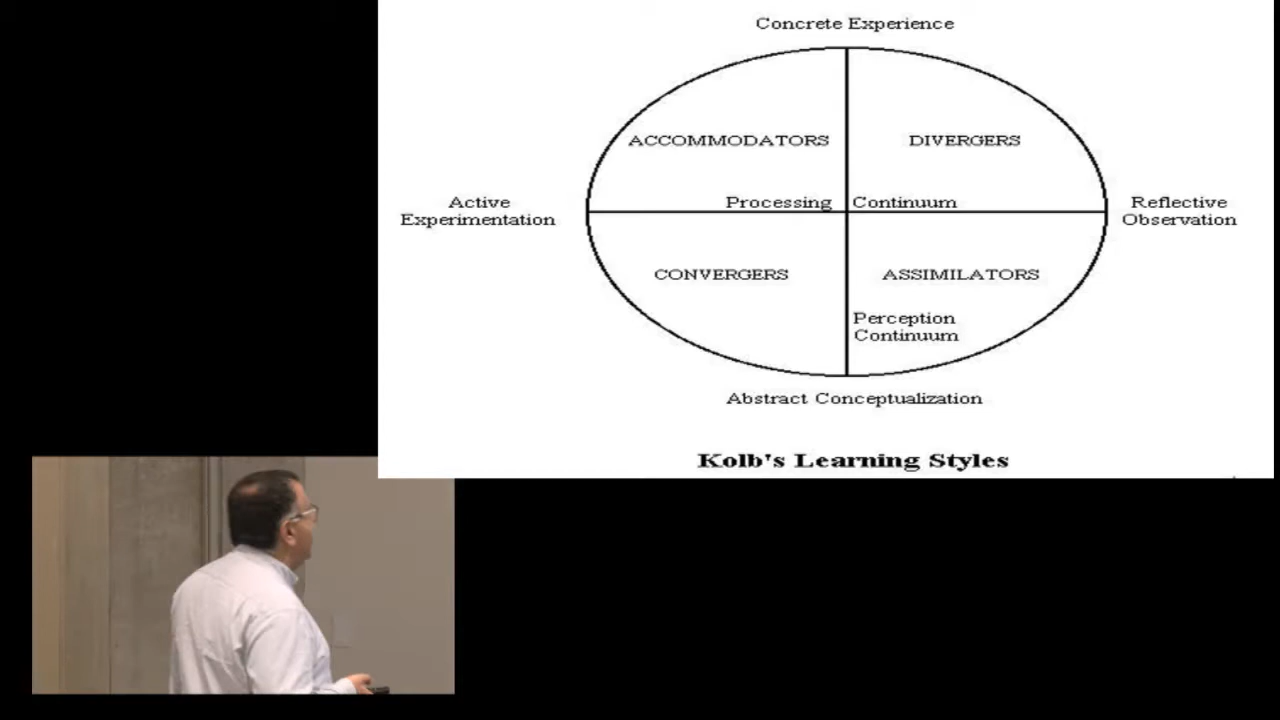 Concrete Experience
ACCOMMODATORS
DIVERGERS
Active
Experimentation
Processing
Continuum
Reflective
Observation
CONVERGERS
ASSIMILATORS
Perception
Continuum
Abstract Conceptualization
Kolb's Learning Styles